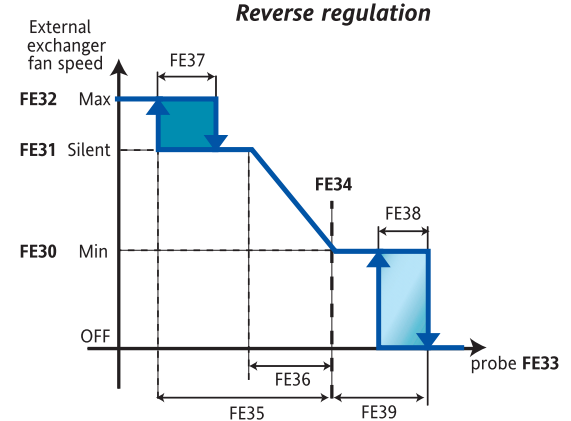 Reverse regulation
External
exchanger
fan speed
FE37
FE32 Max
FE31 Silent
FE34
FE38
FE30 Min
OFF
probe FE33
FE36
FE35
FE39